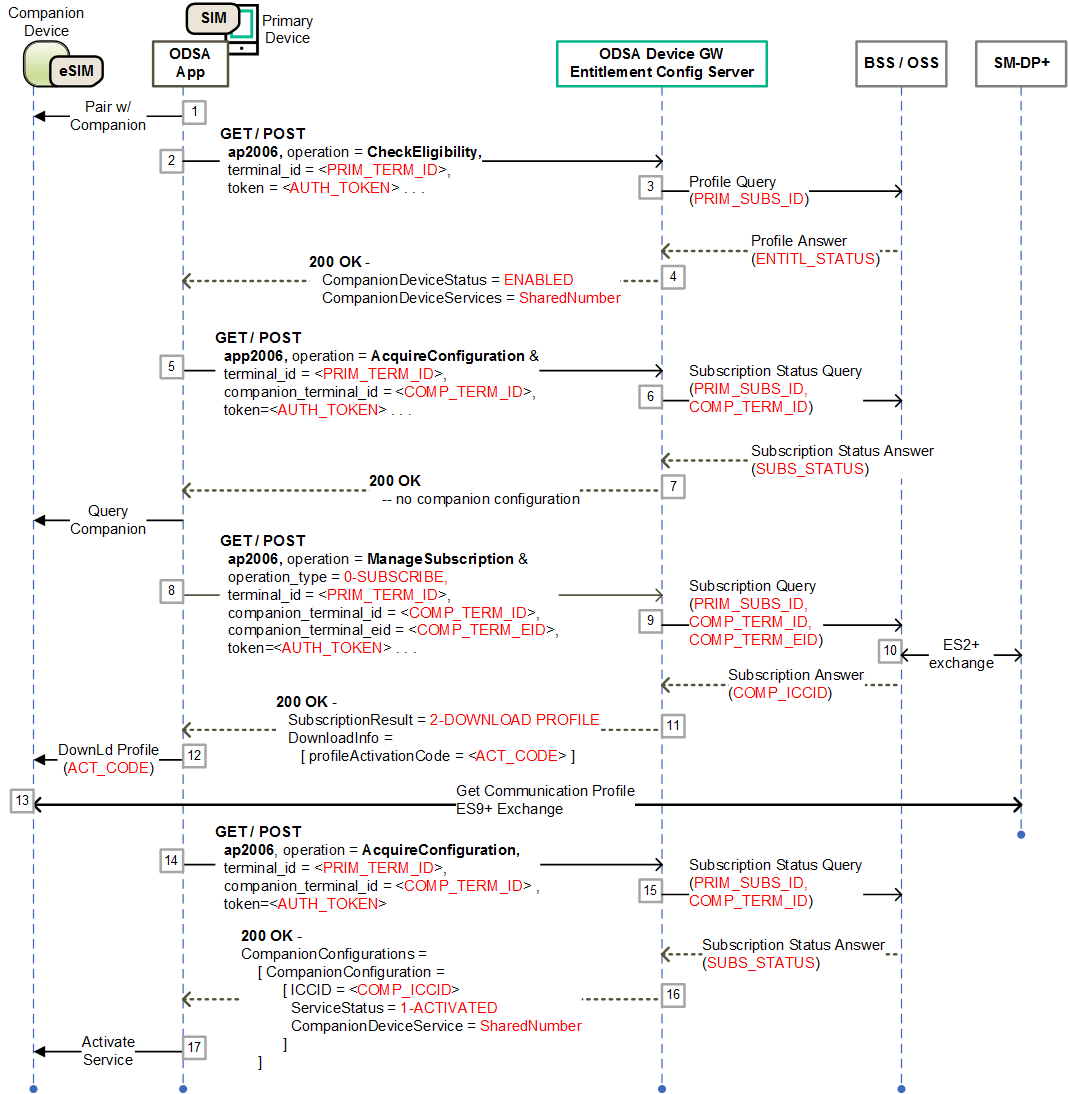 Companion
Device
eSIM
SIM
Primary
Device
ODSA
App
ODSA Device GW
Entitlement Config Server
BSS / OSS
SM-DP+
Pair w/
Companion
1
GET / POST
2
ap2006, operation = CheckEligibility,
terminal_id = <PRIM_TERM_ID>,
token = <AUTH_TOKEN> . . .
3
Profile Query
(PRIM_SUBS_ID)
Profile Answer
(ENTITL_STATUS)
4
200 OK -
CompanionDeviceStatus = ENABLED
CompanionDeviceServices = SharedNumber
GET / POST
5
app2006, operation = AcquireConfiguration &
terminal_id = <PRIM_TERM_ID>,
companion_terminal_id = <COMP_TERM_ID>,
token=<AUTH_TOKEN> . . .
6
Subscription Status Query
(PRIM_SUBS_ID,
COMP_TERM_ID)
Subscription Status Answer
(SUBS_STATUS)
7
200 OK
-- no companion configuration
Query
Companion
GET / POST
8
ap2006, operation = ManageSubscription &
operation_type = 0-SUBSCRIBE,
terminal_id = <PRIM_TERM_ID>,
companion_terminal_id = <COMP_TERM_ID>,
companion_terminal_eid = <COMP_TERM_EID>,
token=<AUTH_TOKEN> . . .
9
Subscription Query
(PRIM_SUBS_ID,
COMP_TERM_ID,
COMP_TERM_EID)
10
ES2+
exchange
Subscription Answer
(COMP_ICCID)
11
200 OK -
SubscriptionResult = 2-DOWNLOAD PROFILE
DownloadInfo =
[ profileActivationCode = <ACT_CODE> ]
12
DownLd Profile
(ACT_CODE)
13
Get Communication Profile
ES9+ Exchange
GET / POST
14
ap2006, operation = AcquireConfiguration,
terminal_id = <PRIM_TERM_ID>,
companion_terminal_id = <COMP_TERM_ID> ,
token=<AUTH_TOKEN>
15
Subscription Status Query
(PRIM_SUBS_ID,
COMP_TERM_ID)
Subscription Status Answer
(SUBS_STATUS)
16
200 OK -
CompanionConfigurations =
[ CompanionConfiguration =
[ ICCID = <COMP_ICCID>
ServiceStatus = 1-ACTIVATED
CompanionDeviceService = SharedNumber
]
]
17
Activate
Service